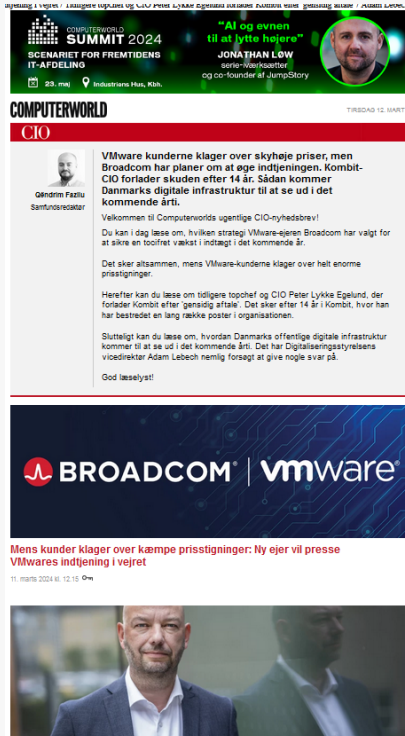 tjening i vejret / Tidligere topchef og CIO Peter Lykke Egelund forlader Kombit efter 'gensidig aftale' / Adam Lebec
COMPUTERWORLD
SUMMIT 2024
SCENARIET FOR FREMTIDENS
IT-AFDELING
23. maj
Industriens Hus, Kbh.
"AI og evnen
til at lytte højere"
JONATHAN LØW
serie-iværksætter
og co-founder af JumpStory
COMPUTERWORLD
TIRSDAG 12. MART
CIO
Qëndrim Fazliu
Samfundsredaktør
VMware kunderne klager over skyhøje priser, men
Broadcom har planer om at øge indtjeningen. Kombit-
CIO forlader skuden efter 14 år. Sådan kommer
Danmarks digitale infrastruktur til at se ud i det
kommende årti.
Velkommen til Computerworlds ugentlige CIO-nyhedsbrev!
Du kan i dag læse om, hvilken strategi VMware-ejeren Broadcom har valgt for
at sikre en tocifret vækst i indtægt i det kommende år.
Det sker altsammen, mens VMware-kunderne klager over helt enorme
prisstigninger.
Herefter kan du læse om tidligere topchef og CIO Peter Lykke Egelund, der
forlader Kombit efter 'gensidig aftale'. Det sker efter 14 år i Kombit, hvor han
har bestredet en lang række poster i organisationen.
Slutteligt kan du læse om, hvordan Danmarks offentlige digitale infrastruktur
kommer til at se ud i det kommende årti. Det har Digitaliseringsstyrelsens
vicedirektør Adam Lebech nemlig forsøgt at give nogle svar på.
God læselyst!
BROADCOM® | vmware®
Mens kunder klager over kæmpe prisstigninger: Ny ejer vil presse
VMwares indtjening i vejret
11. marts 2024 kl. 12.15